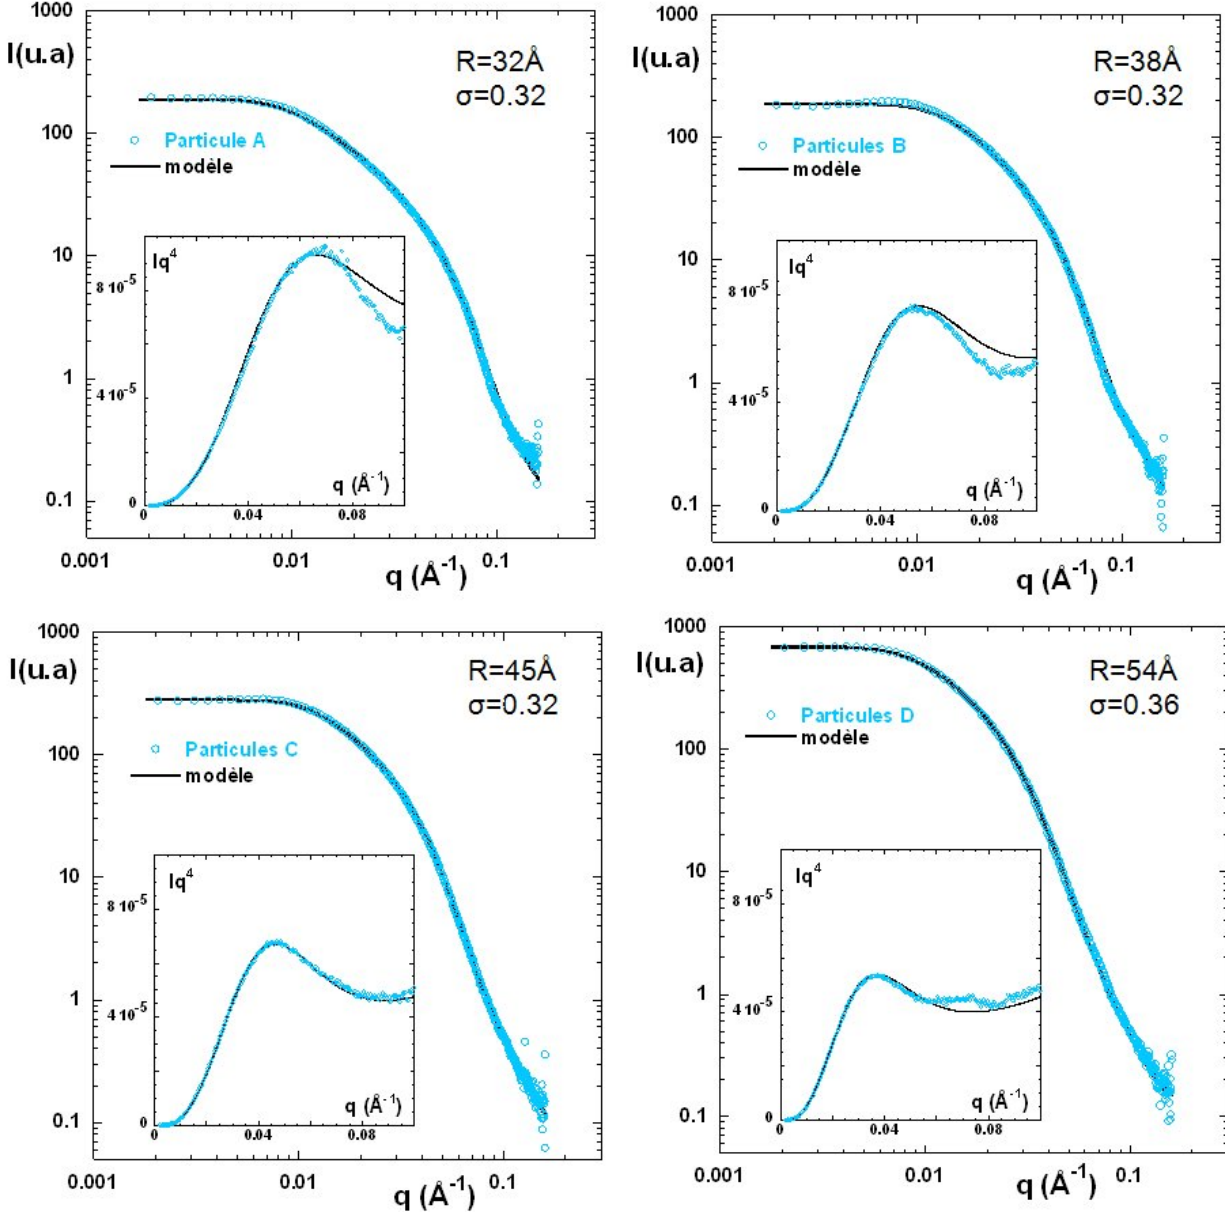 1000
I(u.a)
100
10
1
0.1
R=32Å
σ=0.32
Particule A
modèle
Iq⁴
8 10⁻⁵
4 10⁻⁵
0
q (Å⁻¹)
0 0.04 0.08
0.001 0.01 0.1
q (Å⁻¹)
1000
I(u.a)
100
10
1
0.1
R=38Å
σ=0.32
Particules B
modèle
Iq⁴
8 10⁻⁵
4 10⁻⁵
0
q (Å⁻¹)
0 0.04 0.08
0.001 0.01 0.1
q (Å⁻¹)
1000
I(u.a)
100
10
1
0.1
R=45Å
σ=0.32
Particules C
modèle
Iq⁴
8 10⁻⁵
4 10⁻⁵
0
q (Å⁻¹)
0 0.04 0.08
0.001 0.01 0.1
q (Å⁻¹)
1000
I(u.a)
100
10
1
0.1
R=54Å
σ=0.36
Particules D
modèle
Iq⁴
8 10⁻⁵
4 10⁻⁵
0
q (Å⁻¹)
0 0.04 0.08
0.001 0.01 0.1
q (Å⁻¹)